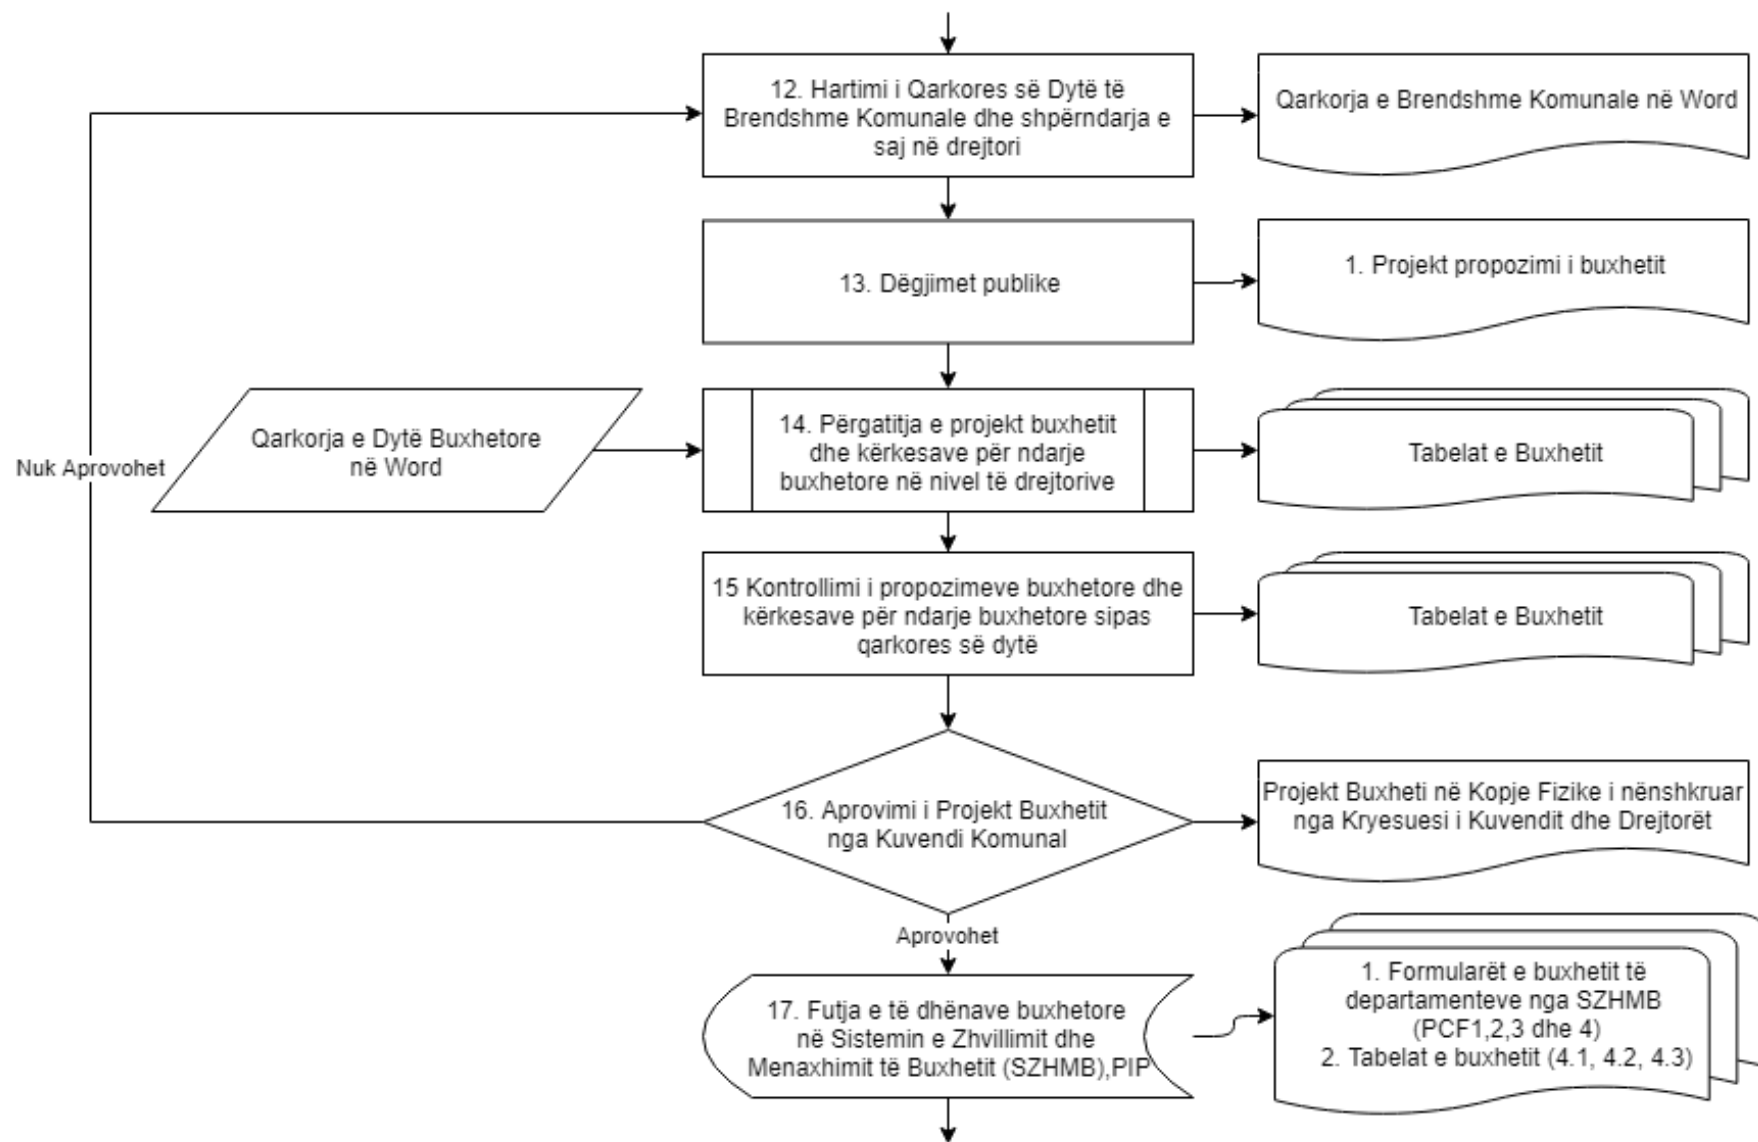 12. Hartimi i Qarkores së Dytë të
Brendshme Komunale dhe shpërndarja e
saj në drejtori
Qarkorja e Brendshme Komunale në Word
13. Dëgjimet publike
1. Projekt propozimi i buxhetit
Nuk Aprovohet
Qarkorja e Dytë Buxhetore
në Word
14. Përgatitja e projekt buxhetit
dhe kërkesave për ndarje
buxhetore në nivel të drejtorive
Tabelat e Buxhetit
15 Kontrollimi i propozimeve buxhetore dhe
kërkesave për ndarje buxhetore sipas
qarkores së dytë
Tabelat e Buxhetit
16. Aprovimi i Projekt Buxhetit
nga Kuvendi Komunal
Projekt Buxheti në Kopje Fizike i nënshkruar
nga Kryesuesi i Kuvendit dhe Drejtorët
Aprovohet
17. Futja e të dhënave buxhetore
në Sistemin e Zhvillimit dhe
Menaxhimit të Buxhetit (SZHMB),PIP
1. Formularët e buxhetit të
departamenteve nga SZHMB
(PCF1,2,3 dhe 4)
2. Tabelat e buxhetit (4.1, 4.2, 4.3)